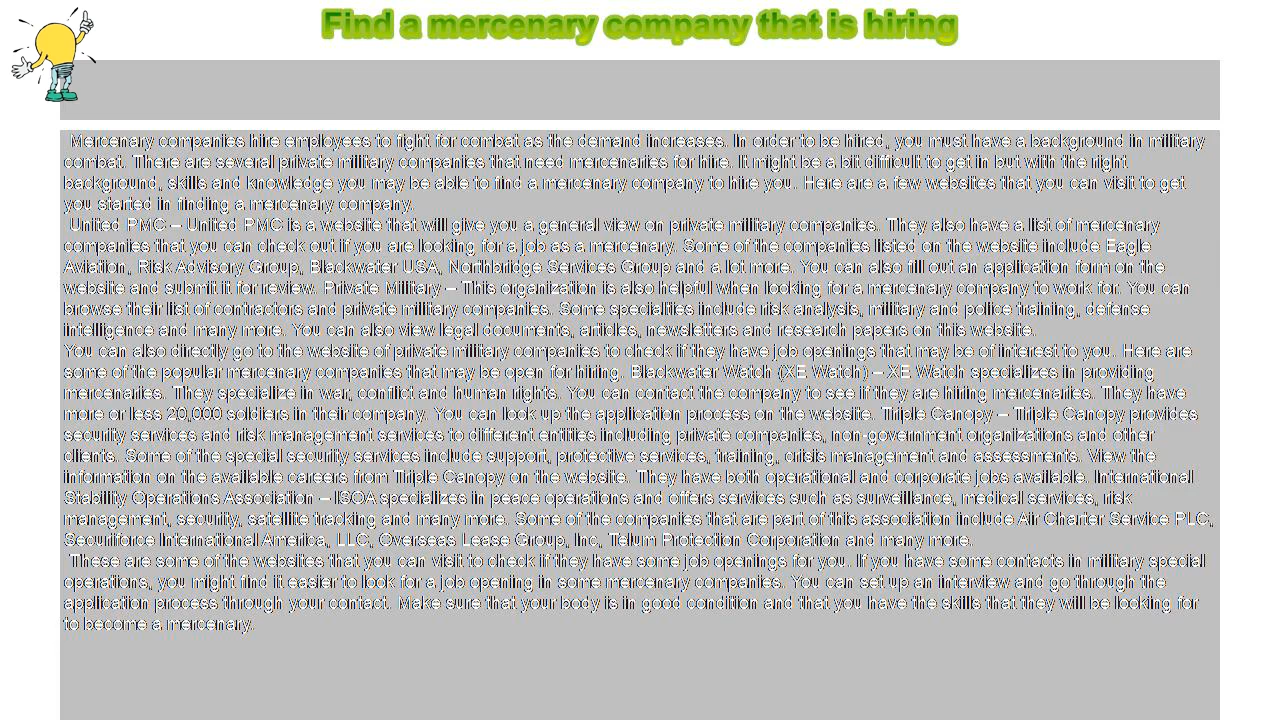 Find a mercenary company that is hiring
Mercenary companies hire employees to fight for combat as the demand increases. In order to be hired, you must have a background in military
combat. There are several private military companies that need mercenaries for hire. It might be a bit difficult to get in but with the right
background, skills and knowledge you may be able to find a mercenary company to hire you. Here are a few websites that you can visit to get
you started in finding a mercenary company.
United PMC – United PMC is a website that will give you a general view on private military companies. They also have a list of mercenary
companies that you can check out if you are looking for a job as a mercenary. Some of the companies listed on the website include Eagle
Aviation, Risk Advisory Group, Blackwater USA, Northbridge Services Group and a lot more. You can also fill out an application form on the
website and submit it for review. Private Military – This organization is also helpful when looking for a mercenary company to work for. You can
browse their list of contractors and private military companies. Some specialties include risk analysis, military and police training, defense
intelligence and many more. You can also view legal documents, articles, newsletters and research papers on this website.
You can also directly go to the website of private military companies to check if they have job openings that may be of interest to you. Here are
some of the popular mercenary companies that may be open for hiring. Blackwater Watch (XE Watch) – XE Watch specializes in providing
mercenaries. They specialize in war, conflict and human rights. You can contact the company to see if they are hiring mercenaries. They have
more or less 20,000 soldiers in their company. You can look up the application process on the website. Triple Canopy – Triple Canopy provides
security services and risk management services to different entities including private companies, non-government organizations and other
clients. Some of the special security services include support, protective services, training, crisis management and assessments. View the
information on the available careers from Triple Canopy on the website. They have both operational and corporate jobs available. International
Stability Operations Association – ISOA specializes in peace operations and offers services such as surveillance, medical services, risk
management, security, satellite tracking and many more. Some of the companies that are part of this association include Air Charter Service PLC,
Securiforce International America, LLC, Overseas Lease Group, Inc, Telum Protection Corporation and many more.
These are some of the websites that you can visit to check if they have some job openings for you. If you have some contacts in military special
operations, you might find it easier to look for a job opening in some mercenary companies. You can set up an interview and go through the
application process through your contact. Make sure that your body is in good condition and that you have the skills that they will be looking for
to become a mercenary.